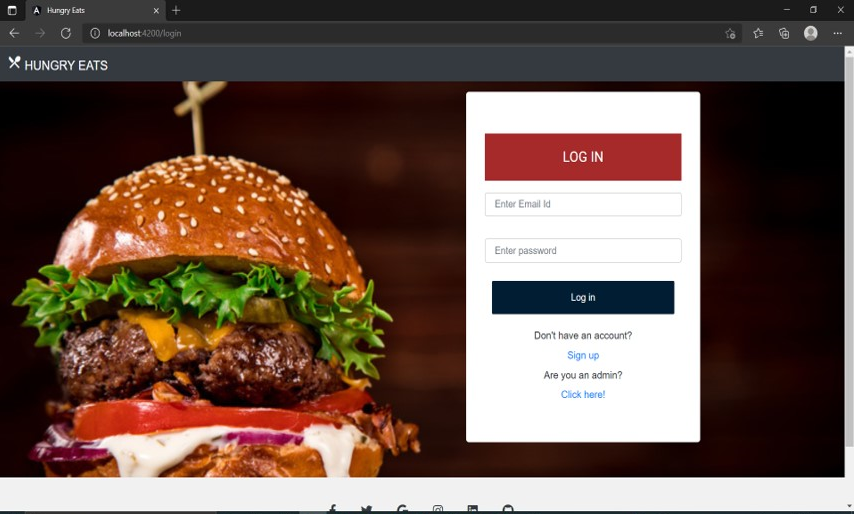 Hungry Eats
localhost:4200/login
HUNGRY EATS
LOG IN
Enter Email Id
Enter password
Log in
Don't have an account?
Sign up
Are you an admin?
Click here!